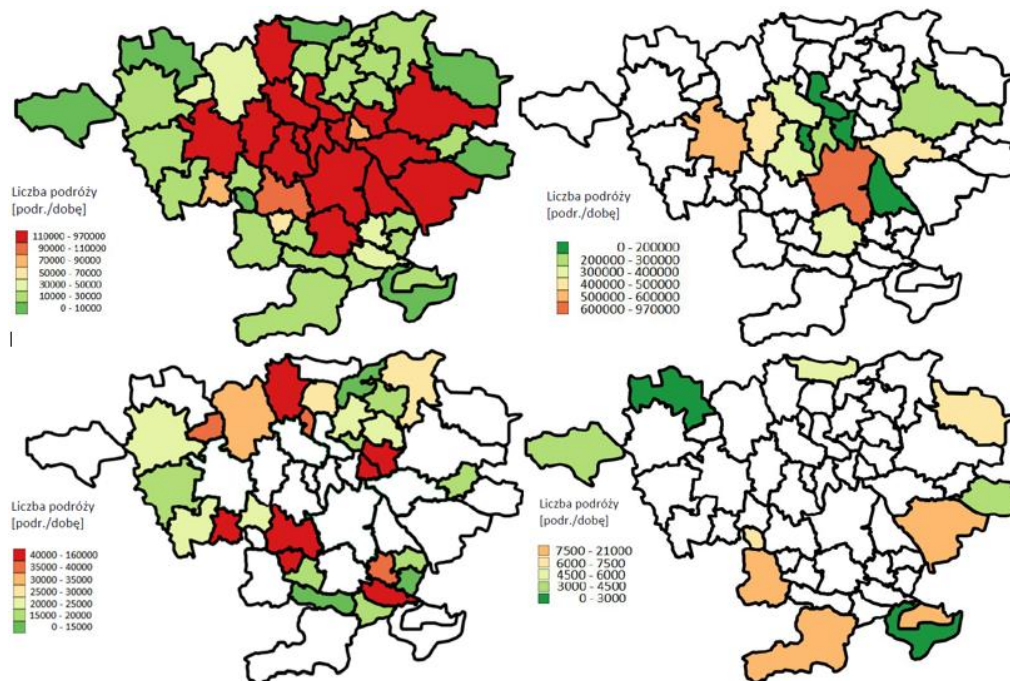 Liczba podróży
[podr./dobę]
110000 - 970000
90000 - 110000
70000 - 90000
50000 - 70000
30000 - 50000
10000 - 30000
0 - 10000
Liczba podróży
[podr./dobę]
0 - 200000
200000 - 300000
300000 - 400000
400000 - 500000
500000 - 600000
600000 - 970000
Liczba podróży
[podr./dobę]
40000 - 160000
35000 - 40000
30000 - 35000
25000 - 30000
20000 - 25000
15000 - 20000
0 - 15000
Liczba podróży
[podr./dobę]
7500 - 21000
6000 - 7500
4500 - 6000
3000 - 4500
0 - 3000